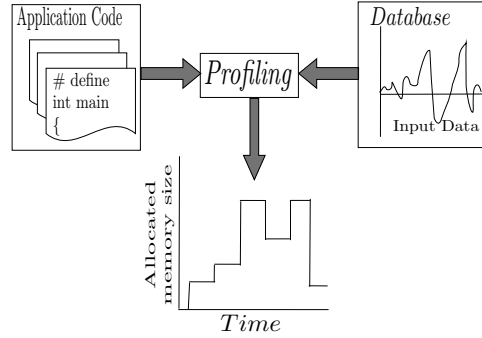 Application Code
# define
int main
{
Profiling
Database
Input Data
Allocated
memory size
Time